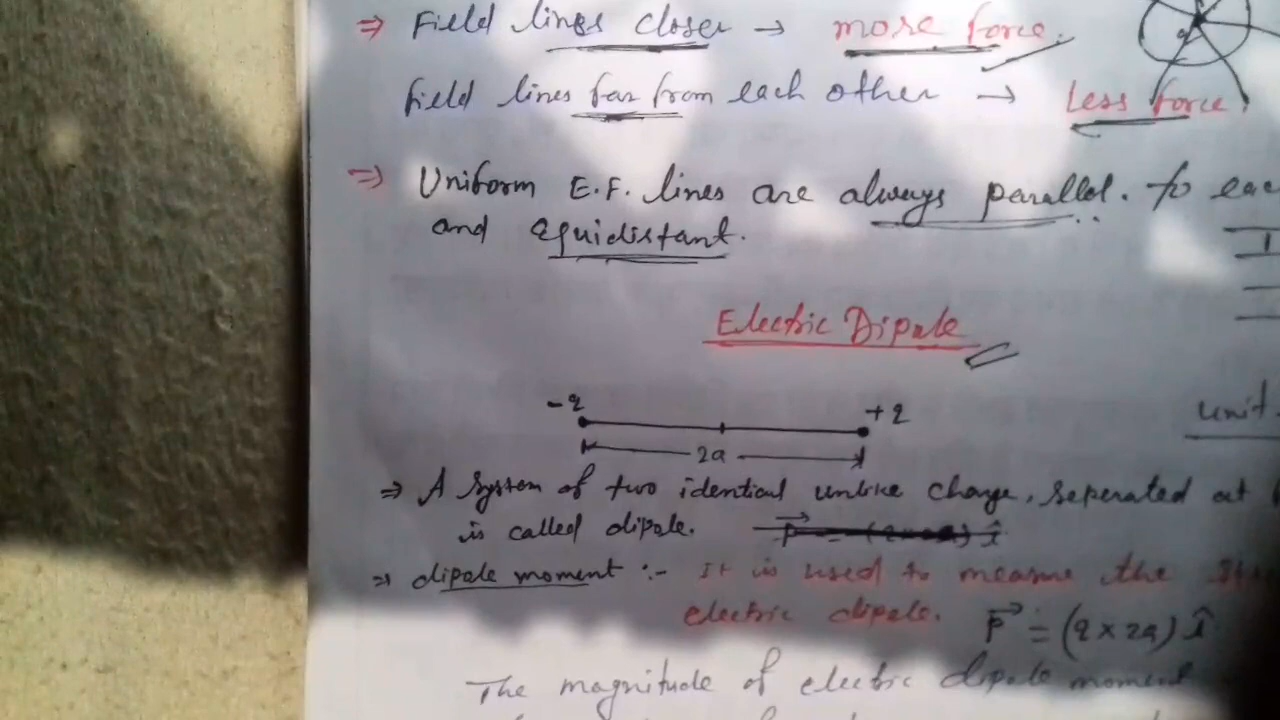 ⇒ Field lines closer → more force.
Field lines far from each other → Less force
⇒ Uniform E.F. lines are always parallel. to
and equidistant.
Electric Dipole
-q +q
unit
2a
⇒ A system of two identical unlike charge, seperated at
is called dipole.
⇒ dipole moment :- It is used to measure the
electric dipole. p⃗ = (q × 2a) î
The magnitude of electric dipole moment